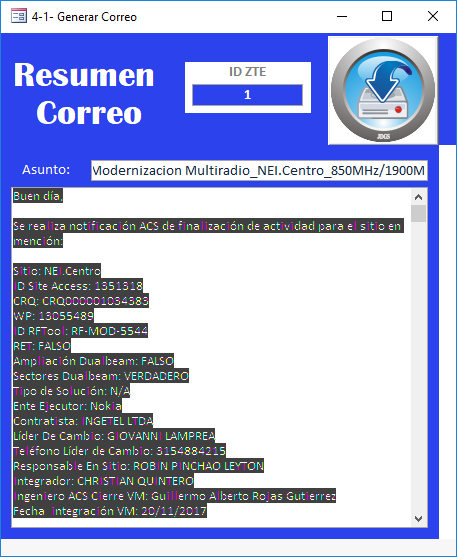 4-1- Generar Correo
Resumen
Correo
ID ZTE
1
Asunto:
Modernizacion Multiradio_NEI.Centro_850MHz/1900M
Buen día,
Se realiza notificación ACS de finalización de actividad para el sitio en
mención:
Sitio: NEI.Centro
ID Site Access: 1351318
CRQ: CRQ000001034383
WP: 13055489
ID RFTool: RF-MOD-5544
RET: FALSO
Ampliación Dualbeam: FALSO
Sectores Dualbeam: VERDADERO
Tipo de Solución: N/A
Ente Ejecutor: Nokia
Contratista: INGETEL LTDA
Líder De Cambio: GIOVANNI LAMPREA
Teléfono Líder de Cambio: 3154884215
Responsable En Sitio: ROBIN PINCHAO LEYTON
Integrador: CHRISTIAN QUINTERO
Ingeniero ACS Cierre VM: Guillermo Alberto Rojas Gutierrez
Fecha  integración VM: 20/11/2017